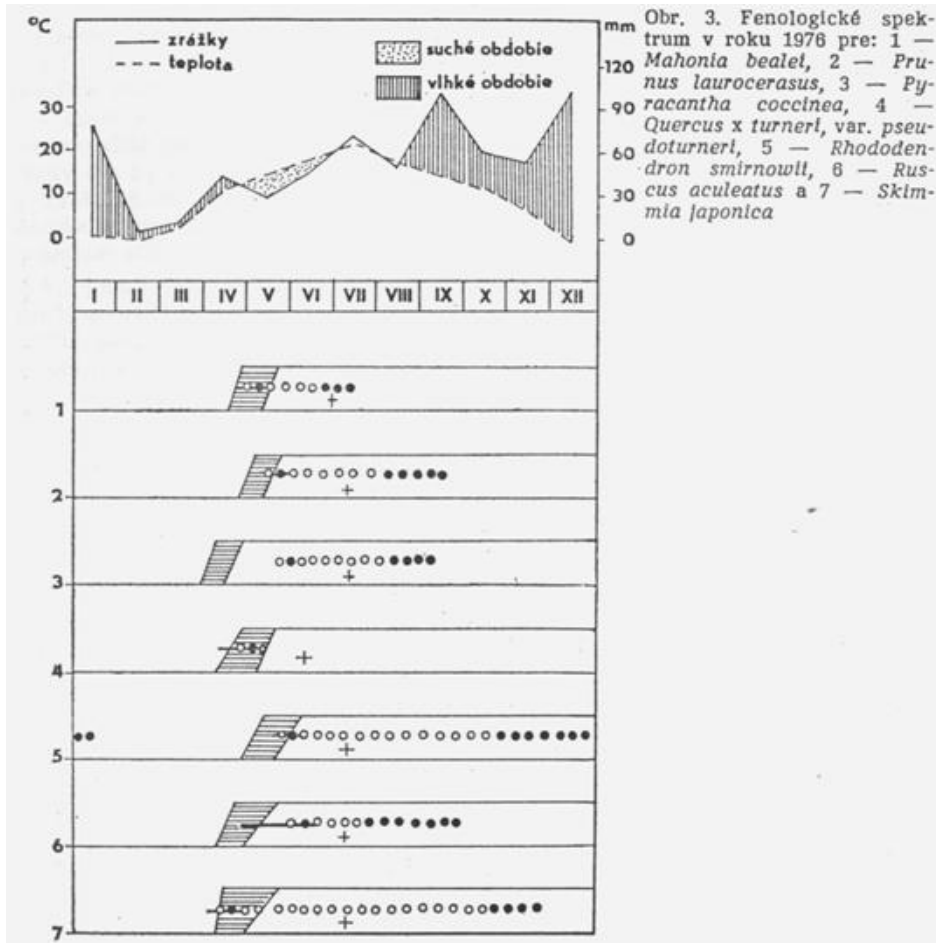 °C
zrážky
teplota
suché obdobie
vlhké obdobie
mm
30
20
10
0
120
90
60
30
0
I II III IV V VI VII VIII IX X XI XII
1
2
3
4
5
6
7
Obr. 3. Fenologické spek-
trum v roku 1976 pre: 1 —
Mahonia bealei, 2 — Pru-
nus laurocerasus, 3 — Py-
racantha coccinea, 4 —
Quercus x turneri, var. pseu-
doturneri, 5 — Rhododen-
dron smirnowii, 6 — Rus-
cus aculeatus a 7 — Skim-
mia japonica